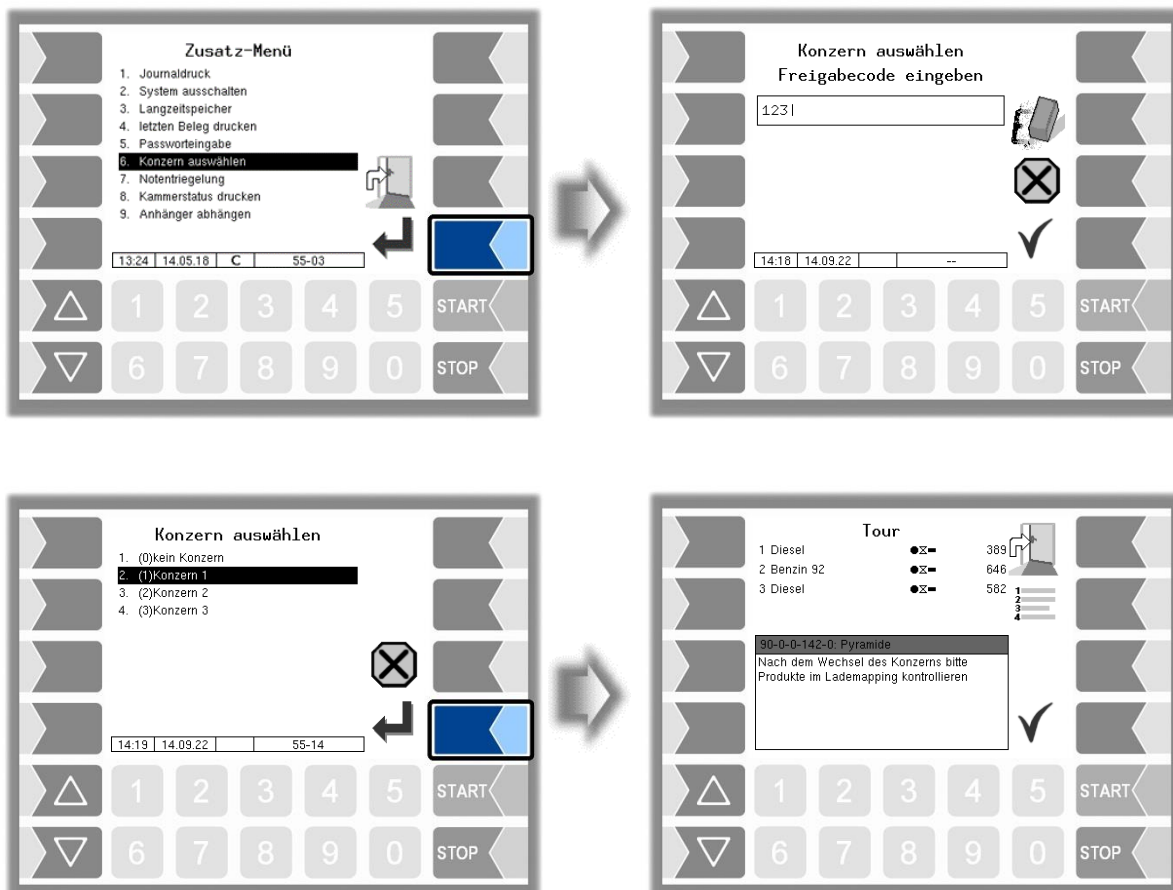 Zusatz-Menü
1. Journaldruck
2. System ausschalten
3. Langzeitspeicher
4. letzten Beleg drucken
5. Passworteingabe
6. Konzern auswählen
7. Notentriegelung
8. Kammerstatus drucken
9. Anhänger abhängen
13:24 14.05.18 C 55-03
1 2 3 4 5 START
6 7 8 9 0 STOP
Konzern auswählen
Freigabecode eingeben
123
14:18 14.09.22 --
1 2 3 4 5 START
6 7 8 9 0 STOP
Konzern auswählen
1. (0)kein Konzern
2. (1)Konzern 1
3. (2)Konzern 2
4. (3)Konzern 3
14:19 14.09.22 55-14
1 2 3 4 5 START
6 7 8 9 0 STOP
Tour
1 Diesel 389
2 Benzin 92 646
3 Diesel 582
1
2
3
4
90-0-0-142-0: Pyramide
Nach dem Wechsel des Konzerns bitte
Produkte im Lademapping kontrollieren
1 2 3 4 5 START
6 7 8 9 0 STOP